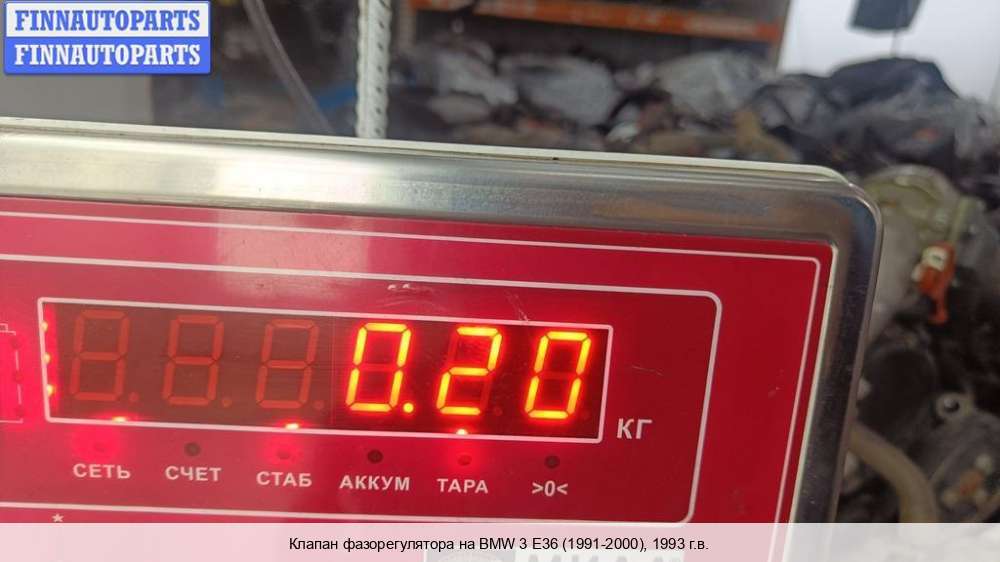 FINNAUTOPARTS
FINNAUTOPARTS
0.20
КГ
СЕТЬ СЧЕТ СТАБ АККУМ ТАРА >0<
Клапан фазорегулятора на BMW 3 E36 (1991-2000), 1993 г.в.